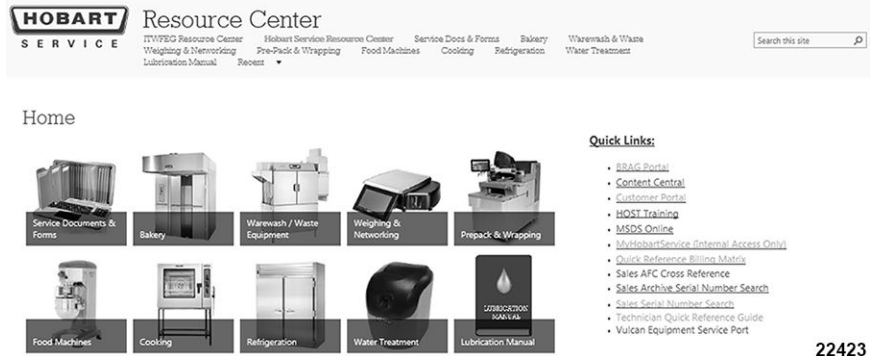 HOBART
SERVICE
Resource Center
ITWFEG Resource Center Hobart Service Resource Center Service Docs & Forms Bakery Warewash & Waste
Weighing & Networking Pre-Pack & Wrapping Food Machines Cooking Refrigeration Water Treatment
Lubrication Manual Recent
Search this site
Home
Service Documents &
Forms
Bakery
Warewash / Waste
Equipment
Weighing &
Networking
Prepack & Wrapping
Food Machines
Cooking
Refrigeration
Water Treatment
LUBRICATION
MANUAL
Lubrication Manual
Quick Links:
BRAG Portal
Content Central
Customer Portal
HOST Training
MSDS Online
MyHobartService (Internal Access Only)
Quick Reference Billing Matrix
Sales AFC Cross Reference
Sales Archive Serial Number Search
Sales Serial Number Search
Technician Quick Reference Guide
Vulcan Equipment Service Port
22423